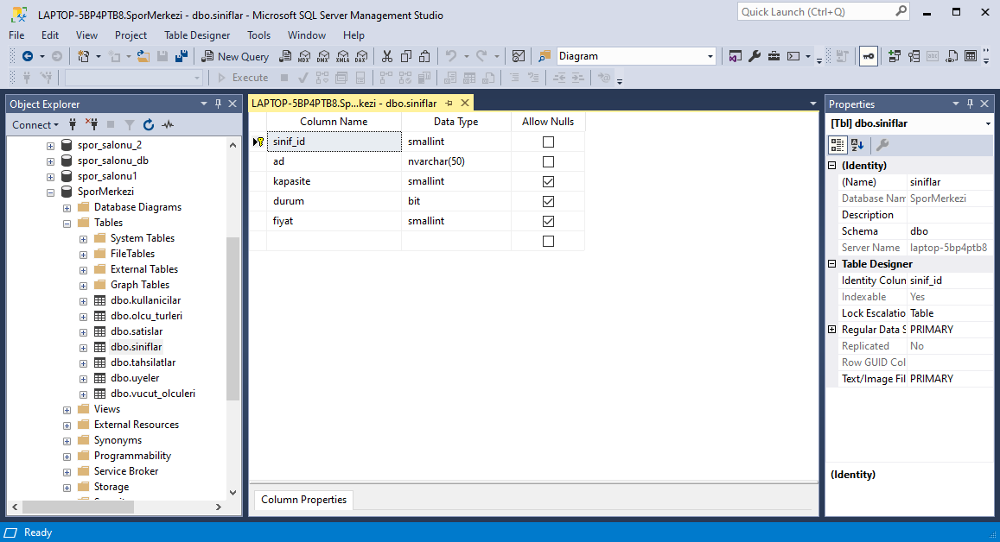 LAPTOP-5BP4PTB8.SporMerkezi - dbo.siniflar - Microsoft SQL Server Management Studio
Quick Launch (Ctrl+Q)
File Edit View Project Table Designer Tools Window Help
New Query
MDX DMX XMLA DAX
Diagram
Execute
Object Explorer
Connect
spor_salonu_2
spor_salonu_db
spor_salonu1
SporMerkezi
Database Diagrams
Tables
System Tables
FileTables
External Tables
Graph Tables
dbo.kullanicilar
dbo.olcu_turleri
dbo.satislar
dbo.siniflar
dbo.tahsilatlar
dbo.uyeler
dbo.vucut_olculeri
Views
External Resources
Synonyms
Programmability
Service Broker
Storage
LAPTOP-5BP4PTB8.Sp...kezi - dbo.siniflar
Column Name Data Type Allow Nulls
sinif_id smallint
ad nvarchar(50)
kapasite smallint
durum bit
fiyat smallint
Column Properties
Properties
[Tbl] dbo.siniflar
(Identity)
(Name) siniflar
Database Nam SporMerkezi
Description
Schema dbo
Server Name laptop-5bp4ptb8
Table Designer
Identity Colun sinif_id
Indexable Yes
Lock Escalatio Table
Regular Data S PRIMARY
Replicated No
Row GUID Col
Text/Image Fil PRIMARY
(Identity)
Ready